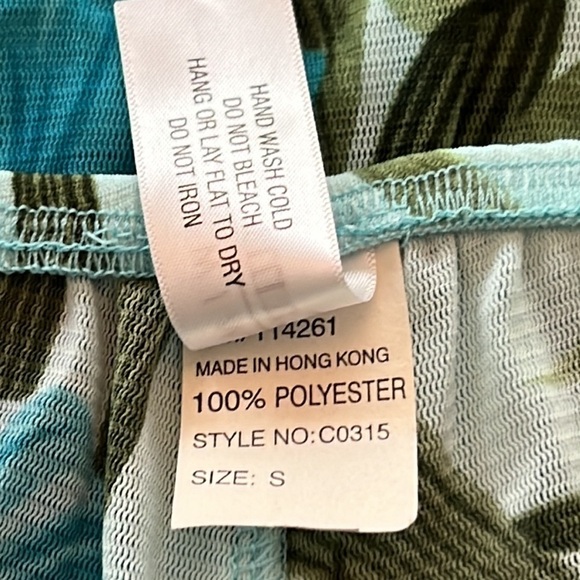 HAND WASH COLD
DO NOT BLEACH
HANG OR LAY FLAT TO DRY
DO NOT IRON
114261
MADE IN HONG KONG
100% POLYESTER
STYLE NO:C0315
SIZE: S